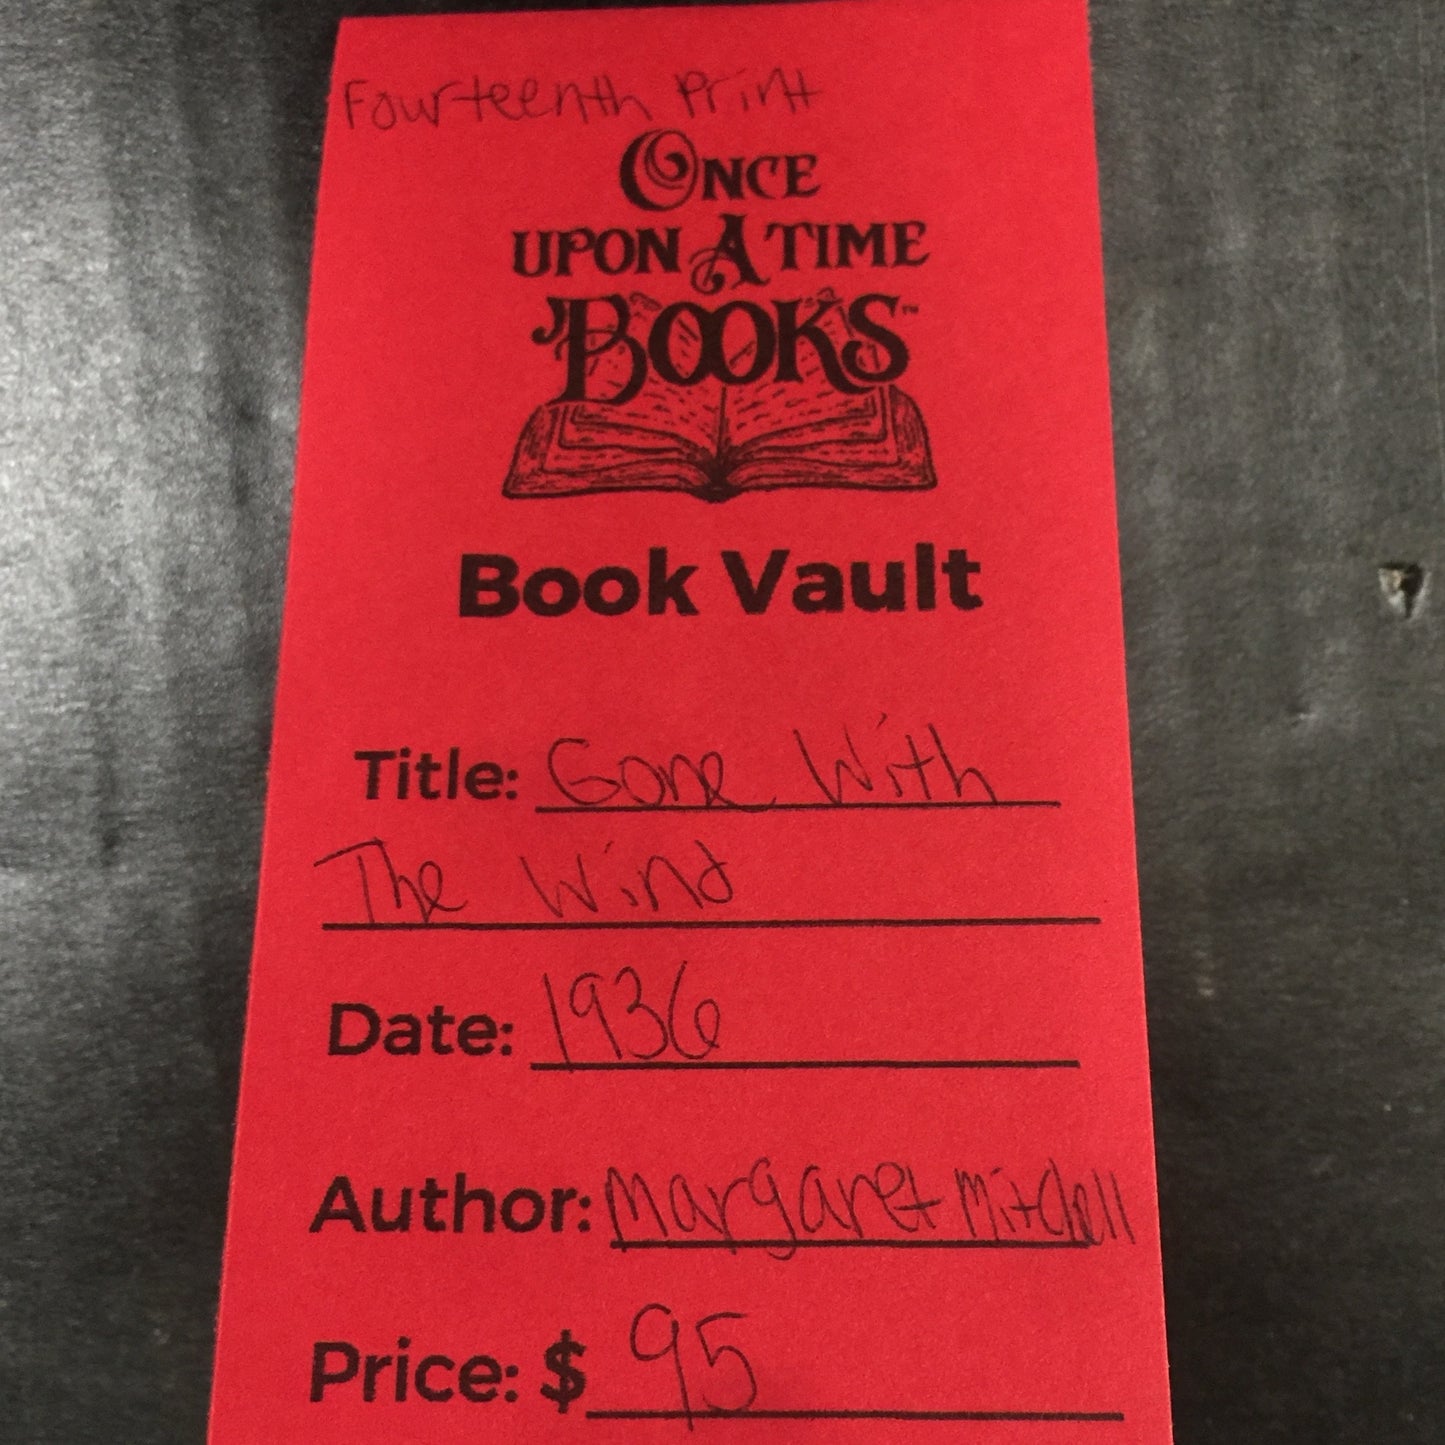 Fourteenth Print
ONCE
UPON A TIME
BOOKS™
Book Vault
Title: Gone With
The Wind
Date: 1936
Author: Margaret Mitchell
Price: $ 95